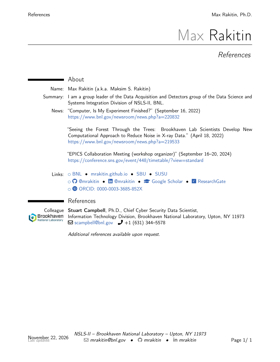 References Max Rakitin, Ph.D.
Max Rakitin
References
About
Name: Max Rakitin (a.k.a. Maksim S. Rakitin)
Summary: I am a group leader of the Data Acquisition and Detectors group of the Data Science and
Systems Integration Division of NSLS-II, BNL.
News: "Computer, Is My Experiment Finished?" (September 16, 2022)
https://www.bnl.gov/newsroom/news.php?a=220832
"Seeing the Forest Through the Trees: Brookhaven Lab Scientists Develop New
Computational Approach to Reduce Noise in X-ray Data." (April 18, 2022)
https://www.bnl.gov/newsroom/news.php?a=219533
"EPICS Collaboration Meeting (workshop organizer)" (September 16–20, 2024)
https://conference.sns.gov/event/448/timetable/?view=standard
Links: BNL • mrakitin.github.io • SBU • SUSU
@mrakitin • @mrakitin • Google Scholar • ResearchGate
ORCID: 0000-0003-3685-852X
References
Colleague Stuart Campbell, Ph.D., Chief Cyber Security Data Scientist,
Brookhaven National Laboratory Information Technology Division, Brookhaven National Laboratory, Upton, NY 11973
scampbell@bnl.gov +1 (631) 344-5578
Additional references available upon request.
NSLS-II – Brookhaven National Laboratory – Upton, NY 11973
November 22, 2026 mrakitin@bnl.gov • mrakitin • mrakitin Page 1/ 1